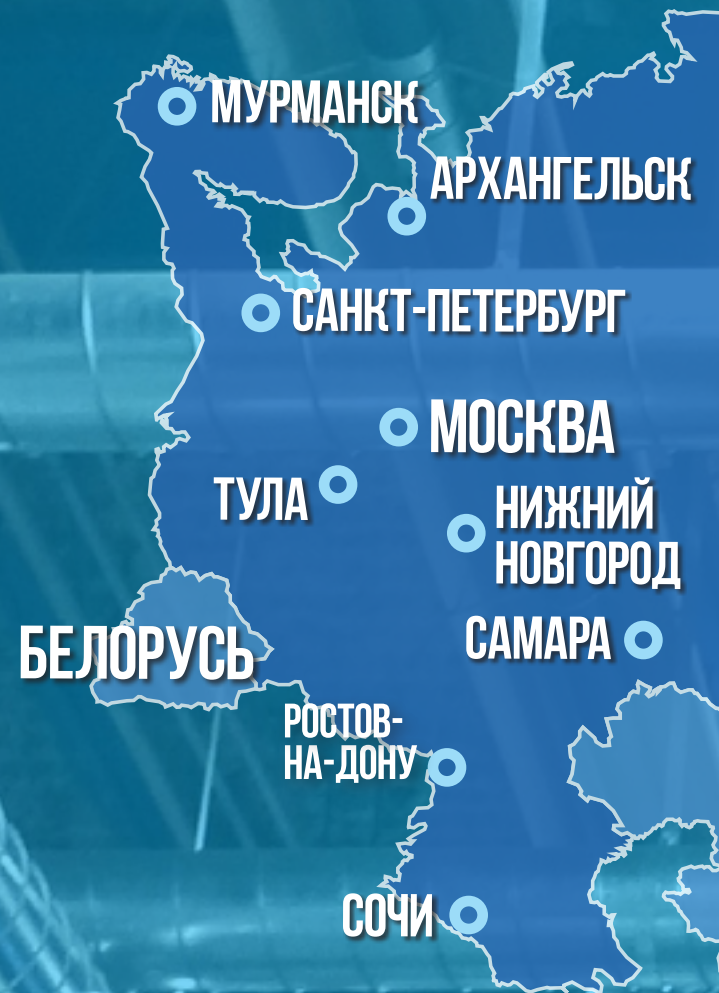 МУРМАНСК
АРХАНГЕЛЬСК
САНКТ-ПЕТЕРБУРГ
МОСКВА
ТУЛА
НИЖНИЙ
НОВГОРОД
САМАРА
БЕЛОРУСЬ
РОСТОВ-
НА-ДОНУ
СОЧИ